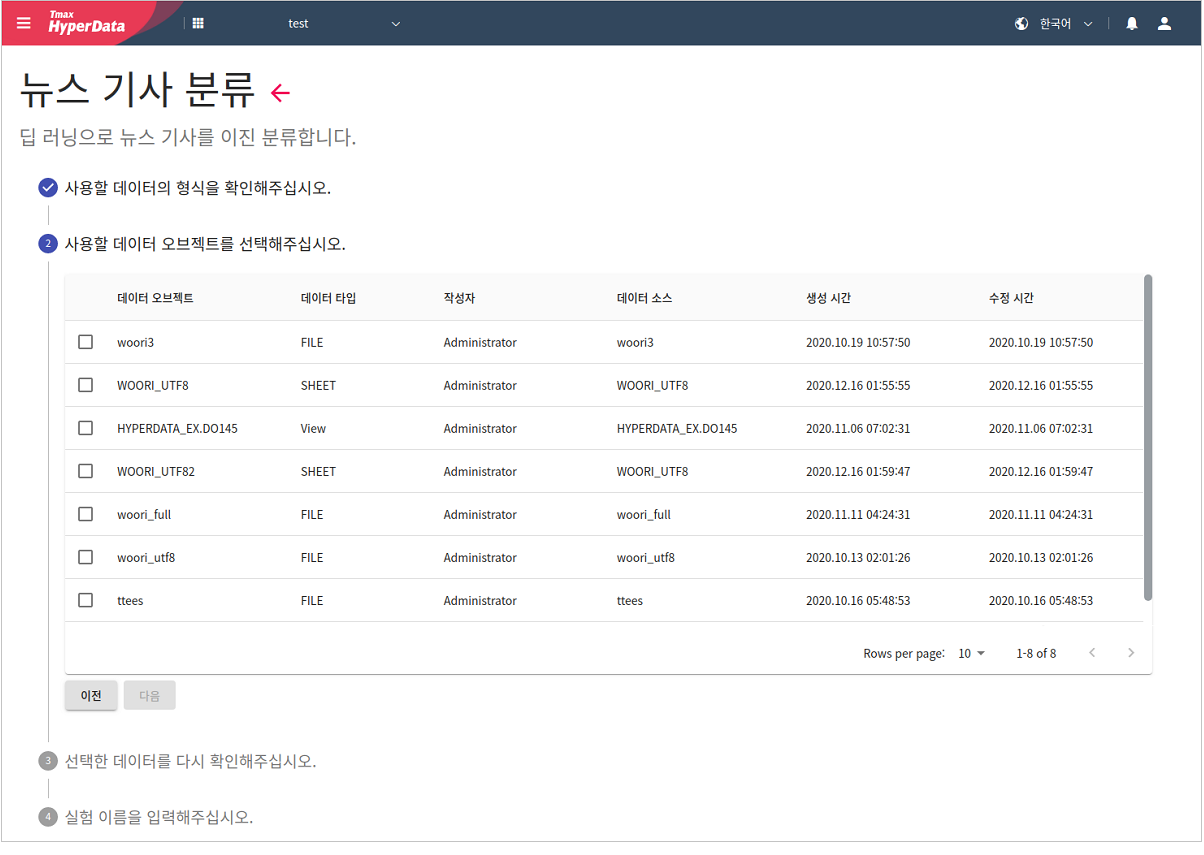 Tmax
HyperData
test
한국어
뉴스 기사 분류
딥 러닝으로 뉴스 기사를 이진 분류합니다.
사용할 데이터의 형식을 확인해주십시오.
2 사용할 데이터 오브젝트를 선택해주십시오.
데이터 오브젝트 데이터 타입 작성자 데이터 소스 생성 시간 수정 시간
woori3 FILE Administrator woori3 2020.10.19 10:57:50 2020.10.19 10:57:50
WOORI_UTF8 SHEET Administrator WOORI_UTF8 2020.12.16 01:55:55 2020.12.16 01:55:55
HYPERDATA_EX.DO145 View Administrator HYPERDATA_EX.DO145 2020.11.06 07:02:31 2020.11.06 07:02:31
WOORI_UTF82 SHEET Administrator WOORI_UTF8 2020.12.16 01:59:47 2020.12.16 01:59:47
woori_full FILE Administrator woori_full 2020.11.11 04:24:31 2020.11.11 04:24:31
woori_utf8 FILE Administrator woori_utf8 2020.10.13 02:01:26 2020.10.13 02:01:26
ttees FILE Administrator ttees 2020.10.16 05:48:53 2020.10.16 05:48:53
Rows per page: 10 1-8 of 8
이전 다음
3 선택한 데이터를 다시 확인해주십시오.
4 실험 이름을 입력해주십시오.